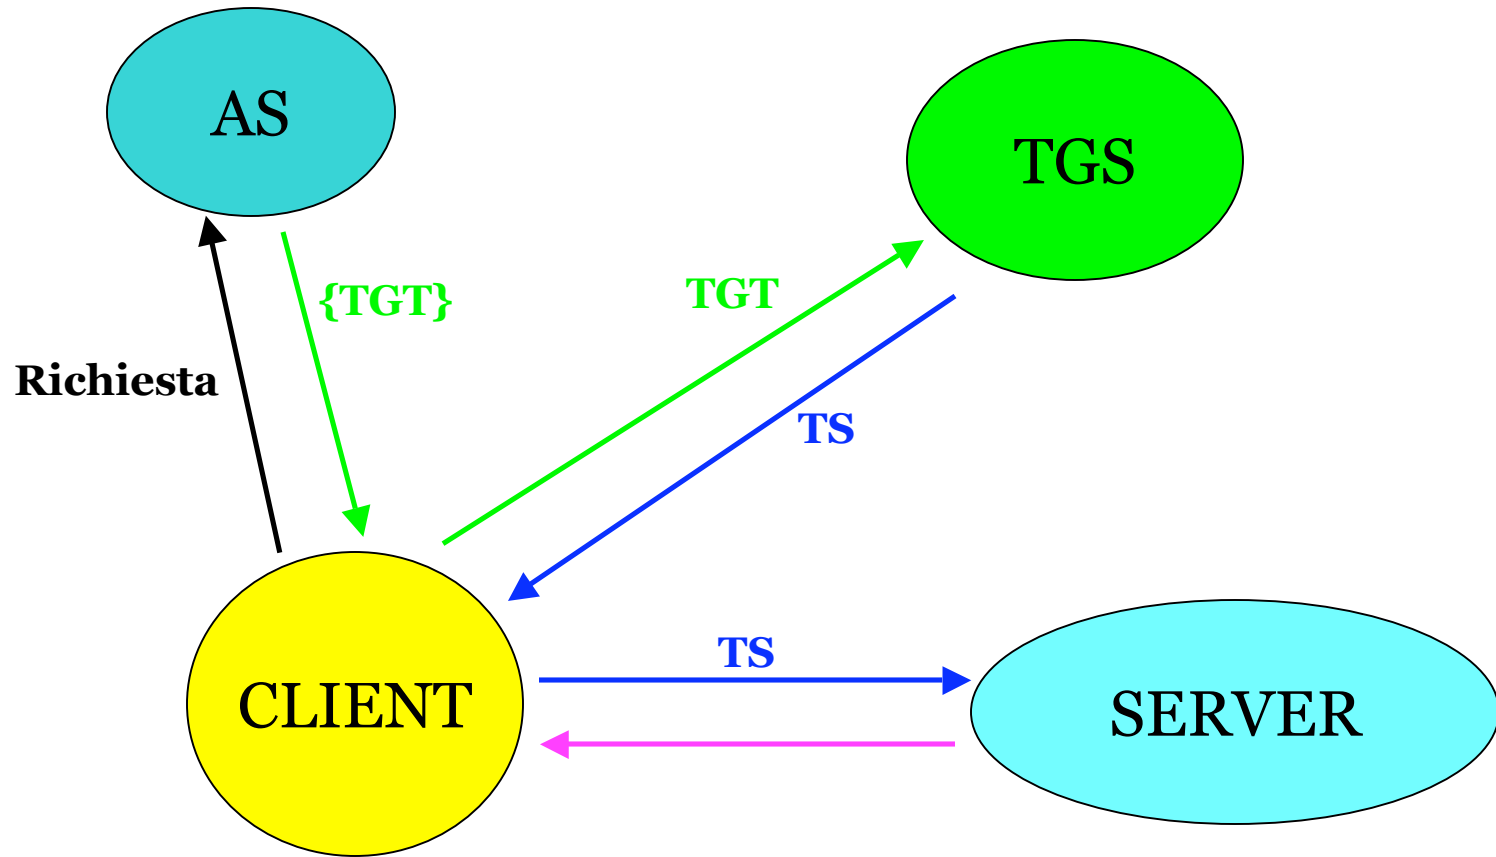 AS
TGS
{TGT}
TGT
Richiesta
TS
TS
CLIENT
SERVER